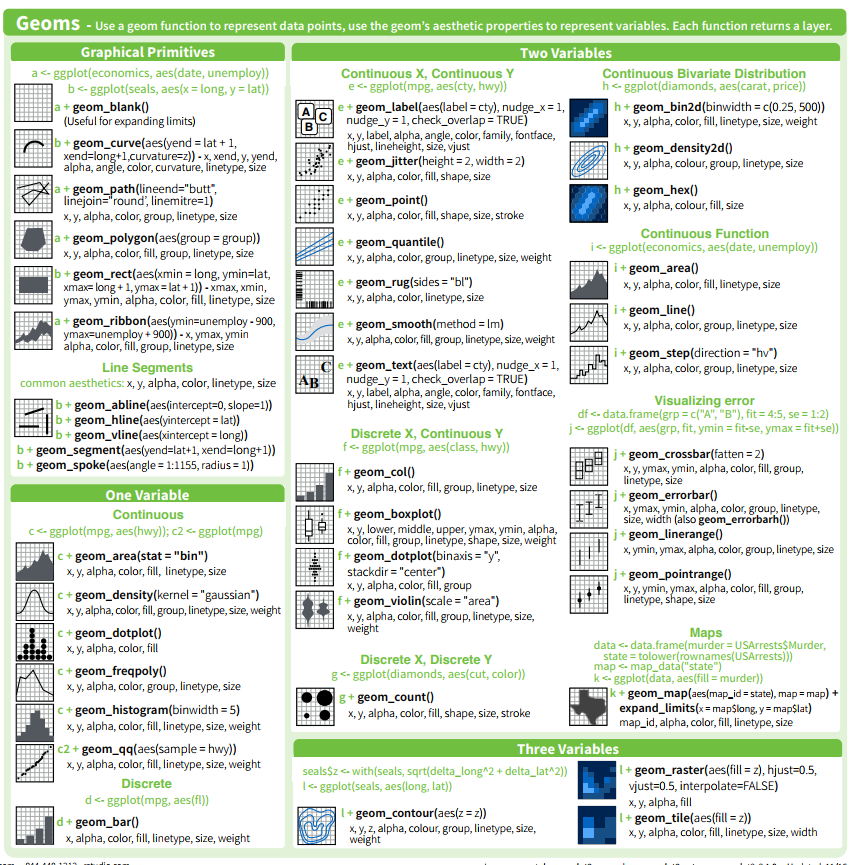 Geoms - Use a geom function to represent data points, use the geom’s aesthetic properties to represent variables. Each function returns a layer.
Graphical Primitives
a <- ggplot(economics, aes(date, unemploy))
b <- ggplot(seals, aes(x = long, y = lat))
a + geom_blank()
(Useful for expanding limits)
b + geom_curve(aes(yend = lat + 1,
xend=long+1,curvature=z)) - x, xend, y, yend,
alpha, angle, color, curvature, linetype, size
a + geom_path(lineend="butt",
linejoin="round’, linemitre=1)
x, y, alpha, color, group, linetype, size
a + geom_polygon(aes(group = group))
x, y, alpha, color, fill, group, linetype, size
b + geom_rect(aes(xmin = long, ymin=lat,
xmax= long + 1, ymax = lat + 1)) - xmax, xmin,
ymax, ymin, alpha, color, fill, linetype, size
a + geom_ribbon(aes(ymin=unemploy - 900,
ymax=unemploy + 900)) - x, ymax, ymin
alpha, color, fill, group, linetype, size
Line Segments
common aesthetics: x, y, alpha, color, linetype, size
b + geom_abline(aes(intercept=0, slope=1))
b + geom_hline(aes(yintercept = lat))
b + geom_vline(aes(xintercept = long))
b + geom_segment(aes(yend=lat+1, xend=long+1))
b + geom_spoke(aes(angle = 1:1155, radius = 1))
One Variable
Continuous
c <- ggplot(mpg, aes(hwy)); c2 <- ggplot(mpg)
c + geom_area(stat = "bin")
x, y, alpha, color, fill, linetype, size
c + geom_density(kernel = "gaussian")
x, y, alpha, color, fill, group, linetype, size, weight
c + geom_dotplot()
x, y, alpha, color, fill
c + geom_freqpoly()
x, y, alpha, color, group, linetype, size
c + geom_histogram(binwidth = 5)
x, y, alpha, color, fill, linetype, size, weight
c2 + geom_qq(aes(sample = hwy))
x, y, alpha, color, fill, linetype, size, weight
Discrete
d <- ggplot(mpg, aes(fl))
d + geom_bar()
x, alpha, color, fill, linetype, size, weight
Two Variables
Continuous X, Continuous Y
e <- ggplot(mpg, aes(cty, hwy))
A
B
C
e + geom_label(aes(label = cty), nudge_x = 1,
nudge_y = 1, check_overlap = TRUE)
x, y, label, alpha, angle, color, family, fontface,
hjust, lineheight, size, vjust
e + geom_jitter(height = 2, width = 2)
x, y, alpha, color, fill, shape, size
e + geom_point()
x, y, alpha, color, fill, shape, size, stroke
e + geom_quantile()
x, y, alpha, color, group, linetype, size, weight
e + geom_rug(sides = "bl")
x, y, alpha, color, linetype, size
e + geom_smooth(method = lm)
x, y, alpha, color, fill, group, linetype, size, weight
A
B
C
e + geom_text(aes(label = cty), nudge_x = 1,
nudge_y = 1, check_overlap = TRUE)
x, y, label, alpha, angle, color, family, fontface,
hjust, lineheight, size, vjust
Discrete X, Continuous Y
f <- ggplot(mpg, aes(class, hwy))
f + geom_col()
x, y, alpha, color, fill, group, linetype, size
f + geom_boxplot()
x, y, lower, middle, upper, ymax, ymin, alpha,
color, fill, group, linetype, shape, size, weight
f + geom_dotplot(binaxis = "y",
stackdir = "center")
x, y, alpha, color, fill, group
f + geom_violin(scale = "area")
x, y, alpha, color, fill, group, linetype, size,
weight
Discrete X, Discrete Y
g <- ggplot(diamonds, aes(cut, color))
g + geom_count()
x, y, alpha, color, fill, shape, size, stroke
Continuous Bivariate Distribution
h <- ggplot(diamonds, aes(carat, price))
h + geom_bin2d(binwidth = c(0.25, 500))
x, y, alpha, color, fill, linetype, size, weight
h + geom_density2d()
x, y, alpha, colour, group, linetype, size
h + geom_hex()
x, y, alpha, colour, fill, size
Continuous Function
i <- ggplot(economics, aes(date, unemploy))
i + geom_area()
x, y, alpha, color, fill, linetype, size
i + geom_line()
x, y, alpha, color, group, linetype, size
i + geom_step(direction = "hv")
x, y, alpha, color, group, linetype, size
Visualizing error
df <- data.frame(grp = c("A", "B"), fit = 4:5, se = 1:2)
j <- ggplot(df, aes(grp, fit, ymin = fit-se, ymax = fit+se))
j + geom_crossbar(fatten = 2)
x, y, ymax, ymin, alpha, color, fill, group,
linetype, size
j + geom_errorbar()
x, ymax, ymin, alpha, color, group, linetype,
size, width (also geom_errorbarh())
j + geom_linerange()
x, ymin, ymax, alpha, color, group, linetype, size
j + geom_pointrange()
x, y, ymin, ymax, alpha, color, fill, group,
linetype, shape, size
Maps
data <- data.frame(murder = USArrests$Murder,
state = tolower(rownames(USArrests)))
map <- map_data("state")
k <- ggplot(data, aes(fill = murder))
k + geom_map(aes(map_id = state), map = map) +
expand_limits(x = map$long, y = map$lat)
map_id, alpha, color, fill, linetype, size
Three Variables
seals$z <- with(seals, sqrt(delta_long^2 + delta_lat^2))
l <- ggplot(seals, aes(long, lat))
l + geom_contour(aes(z = z))
x, y, z, alpha, colour, group, linetype, size,
weight
l + geom_raster(aes(fill = z), hjust=0.5,
vjust=0.5, interpolate=FALSE)
x, y, alpha, fill
l + geom_tile(aes(fill = z))
x, y, alpha, color, fill, linetype, size, width